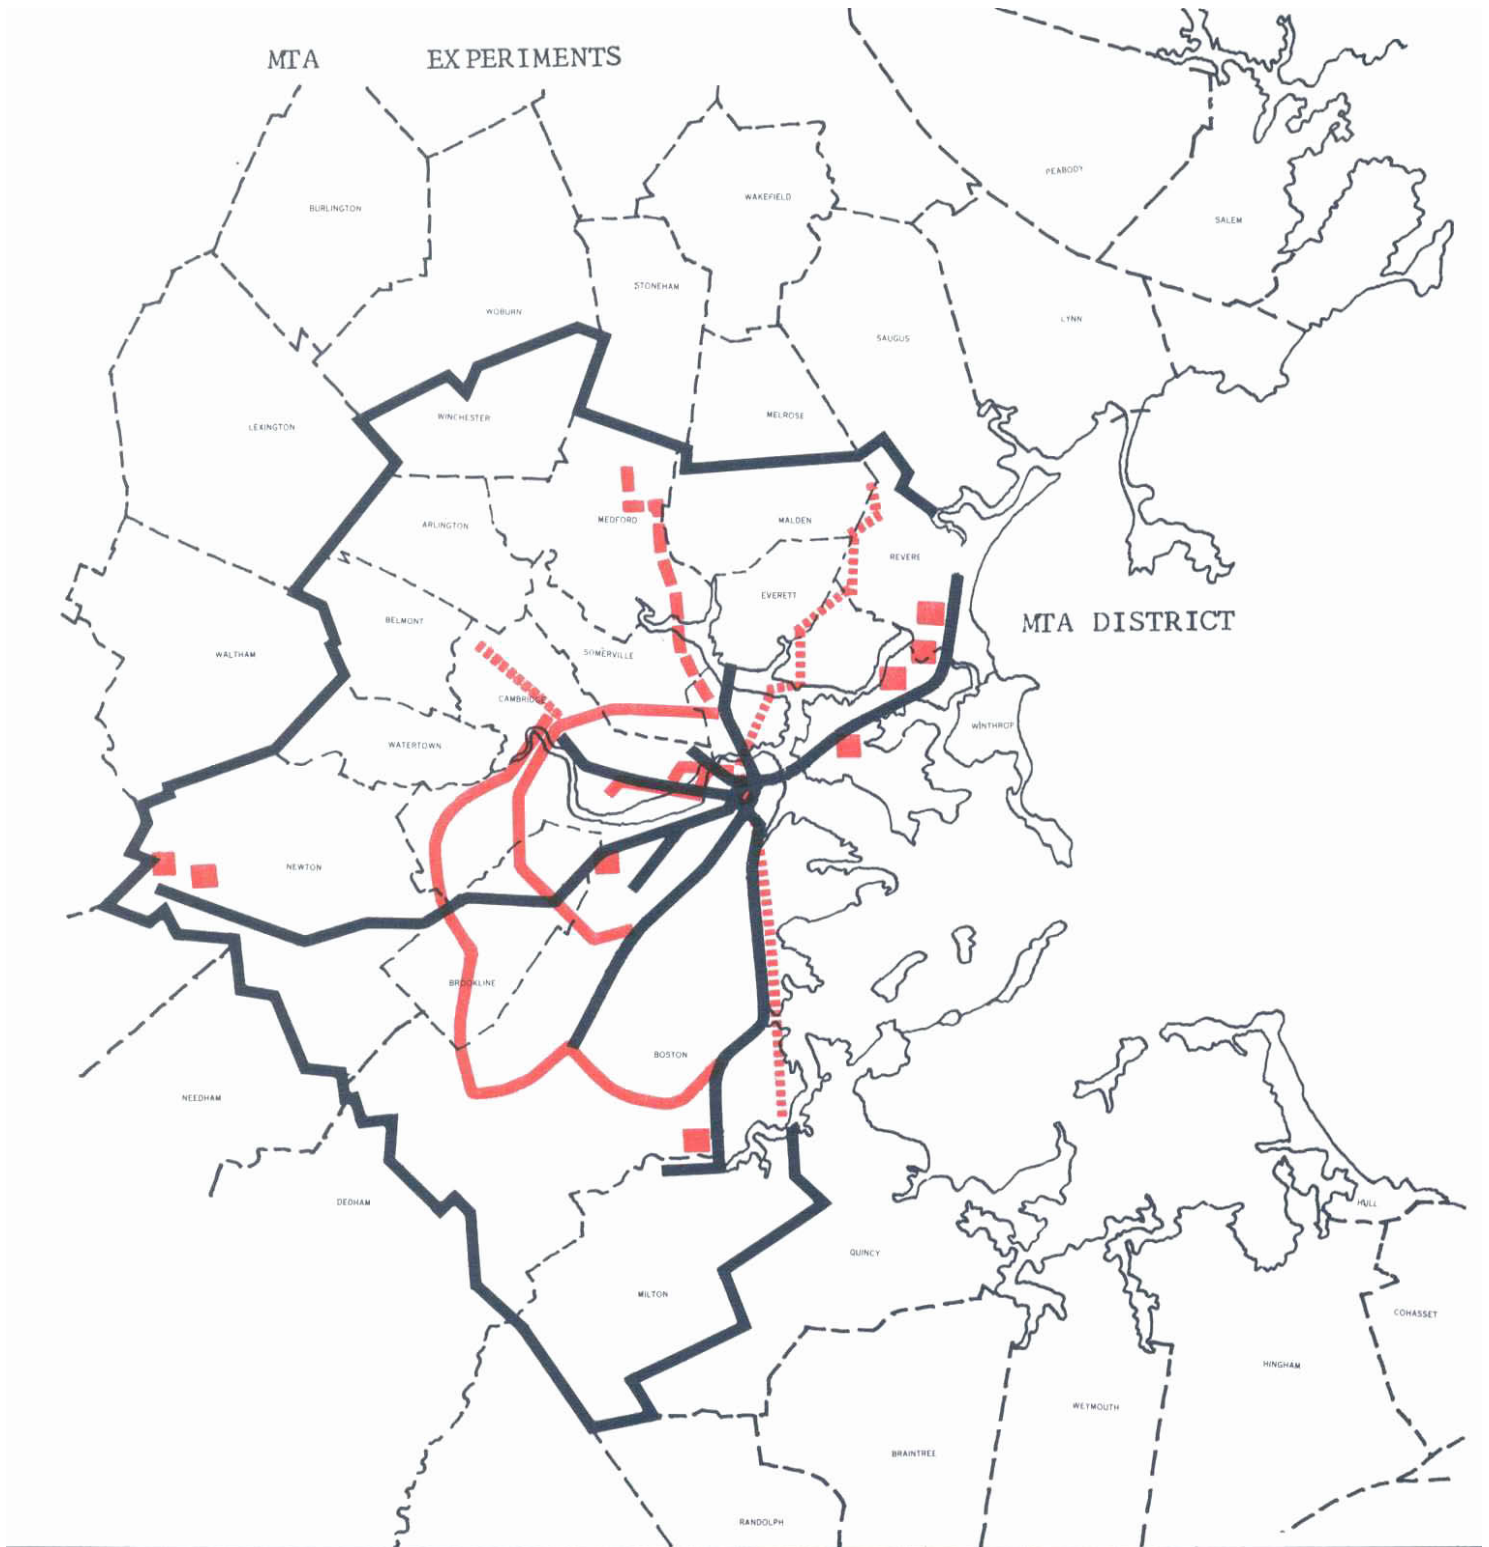 MTA EXPERIMENTS
PEABODY
WAKEFIELD
BURLINGTON
SALEM
STONEHAM
WOBURN
LYNN
SAUGUS
MELROSE
WINCHESTER
LEXINGTON
MEDFORD
MALDEN
ARLINGTON
REVERE
EVERETT
BELMONT
MTA DISTRICT
SOMERVILLE
WALTHAM
CAMBRIDGE
WINTHROP
WATERTOWN
NEWTON
BROOKLINE
BOSTON
NEEDHAM
DEDHAM
HULL
QUINCY
MILTON
COHASSET
HINGHAM
WEYMOUTH
BRAINTREE
RANDOLPH